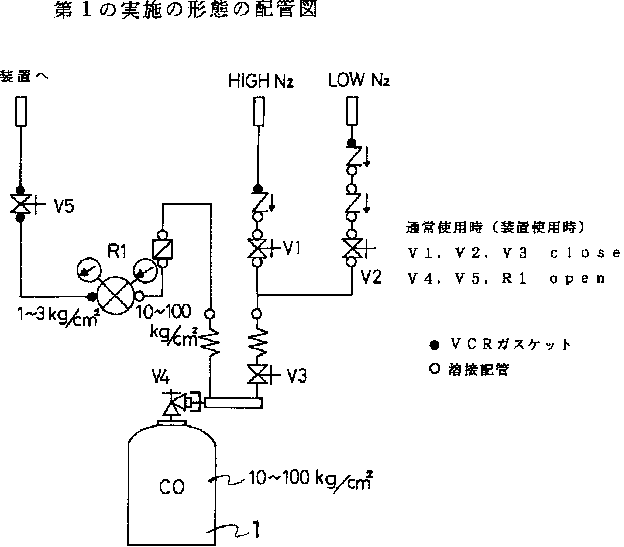 第１の実施の形態の配管図
装置へ
HIGH N2
LOW N2
V5
R1
V1
V2
1~3 kg/cm²
10~100 kg/cm²
V4
V3
CO
10~100 kg/cm²
1
通常使用時（装置使用時）
Ｖ１，Ｖ２，Ｖ３　ｃｌｏｓｅ
Ｖ４，Ｖ５，Ｒ１　ｏｐｅｎ
● ＶＣＲガスケット
○ 溶接配管